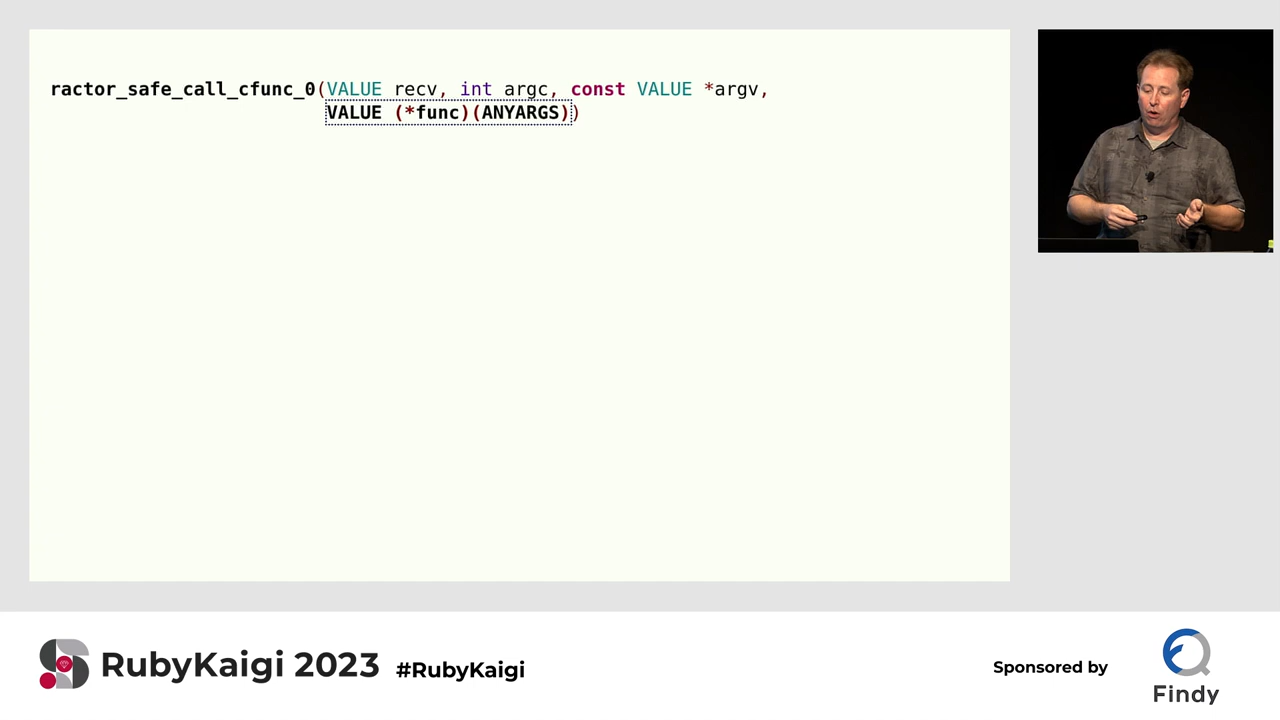 ractor_safe_call_cfunc_0(VALUE recv, int argc, const VALUE *argv,
VALUE (*func)(ANYARGS))
RubyKaigi 2023 #RubyKaigi
Sponsored by
Findy